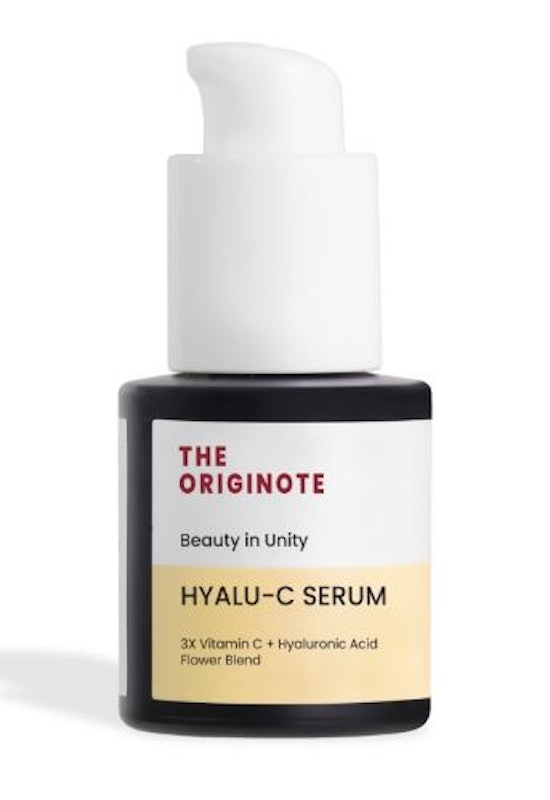 THE
ORIGINOTE
Beauty in Unity
HYALU-C SERUM
3X Vitamin C + Hyaluronic Acid
Flower Blend